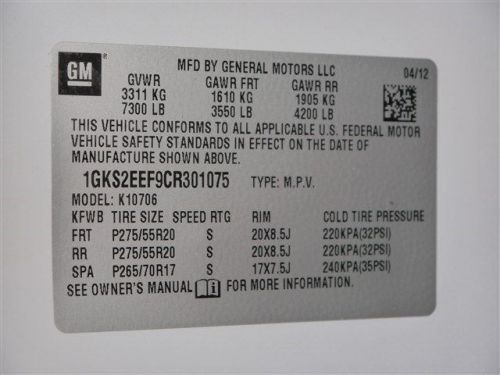 GM
MFD BY GENERAL MOTORS LLC 04/12
GVWR GAWR FRT GAWR RR
3311 KG 1610 KG 1905 KG
7300 LB 3550 LB 4200 LB
THIS VEHICLE CONFORMS TO ALL APPLICABLE U.S. FEDERAL MOTOR
VEHICLE SAFETY STANDARDS IN EFFECT ON THE DATE OF
MANUFACTURE SHOWN ABOVE.
1GKS2EEF9CR301075 TYPE: M.P.V.
MODEL: K10706
KFWB TIRE SIZE SPEED RTG RIM COLD TIRE PRESSURE
FRT P275/55R20 S 20X8.5J 220KPA(32PSI)
RR P275/55R20 S 20X8.5J 220KPA(32PSI)
SPA P265/70R17 S 17X7.5J 240KPA(35PSI)
SEE OWNER'S MANUAL i FOR MORE INFORMATION.